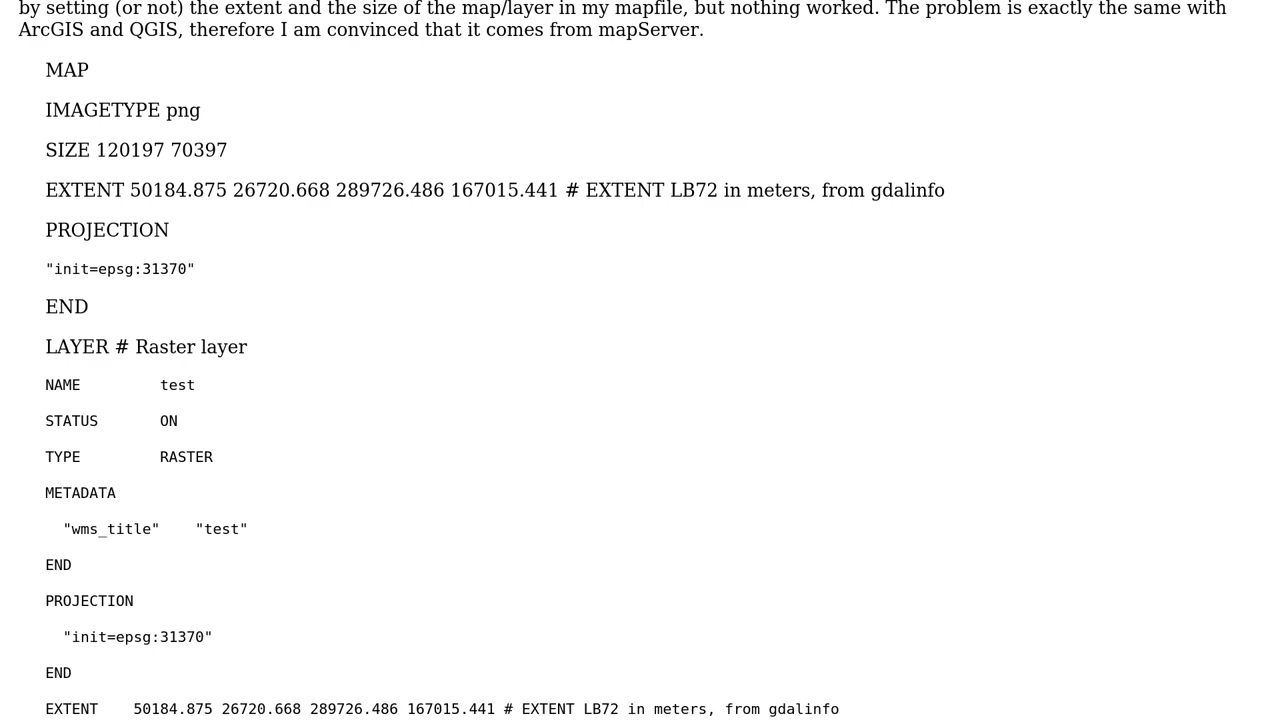 by setting (or not) the extent and the size of the map/layer in my mapfile, but nothing worked. The problem is exactly the same with
ArcGIS and QGIS, therefore I am convinced that it comes from mapServer.
MAP
IMAGETYPE png
SIZE 120197 70397
EXTENT 50184.875 26720.668 289726.486 167015.441 # EXTENT LB72 in meters, from gdalinfo
PROJECTION
"init=epsg:31370"
END
LAYER # Raster layer
NAME         test
STATUS       ON
TYPE         RASTER
METADATA
  "wms_title"    "test"
END
PROJECTION
  "init=epsg:31370"
END
EXTENT    50184.875 26720.668 289726.486 167015.441 # EXTENT LB72 in meters, from gdalinfo